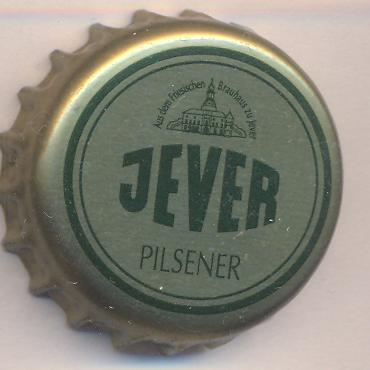 Aus dem Friesischen Brauhaus zu Jever
JEVER
PILSENER